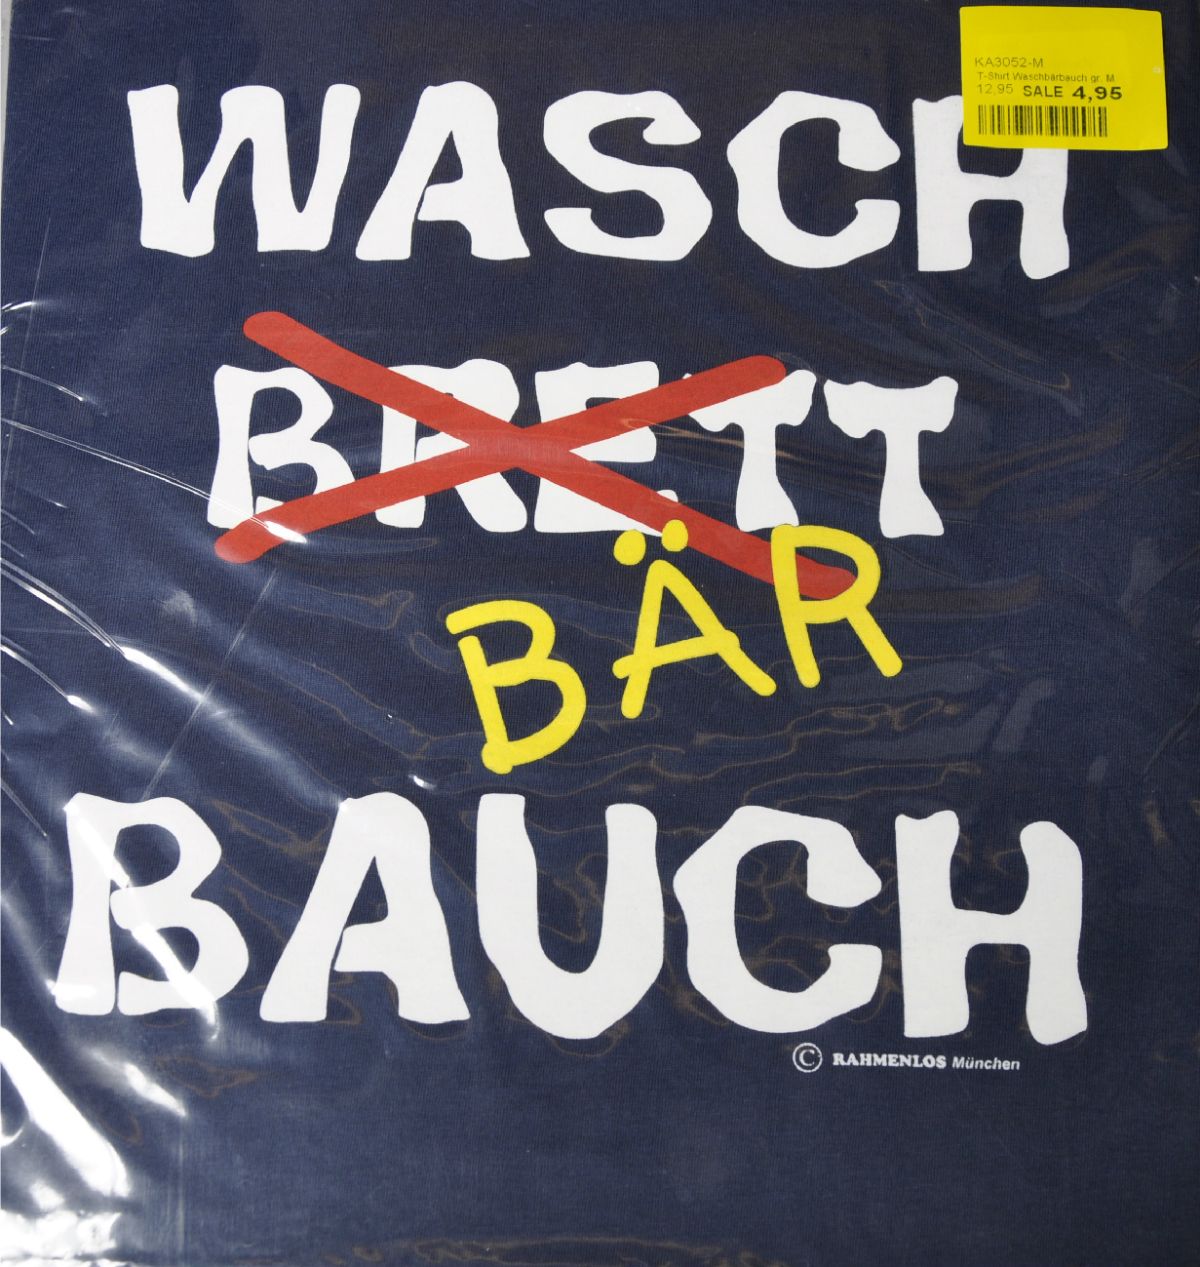 KA3052-M
T-Shirt Waschbärbauch gr. M
12,95 SALE 4,95
WASCH
BRETT
BÄR
BAUCH
© RAHMENLOS München